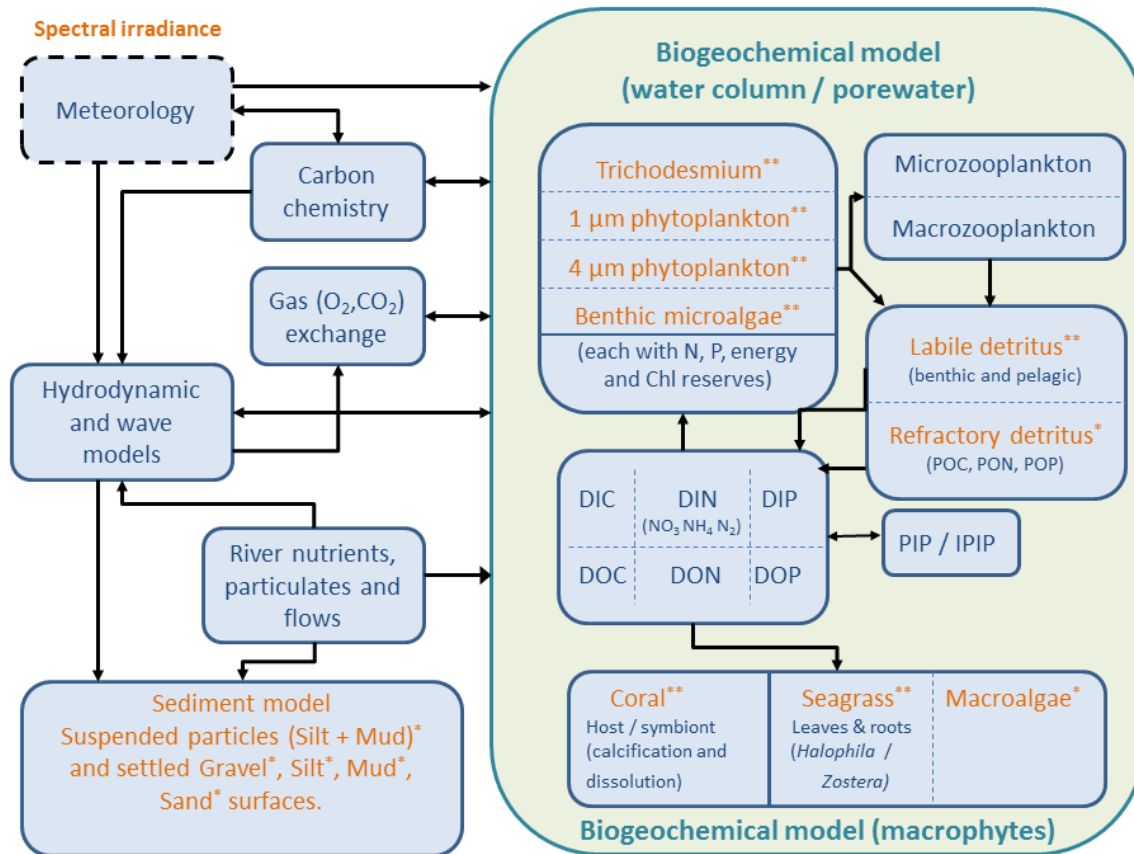 Spectral irradiance
Meteorology
Carbon
chemistry
Gas (O₂,CO₂)
exchange
Hydrodynamic
and wave
models
River nutrients,
particulates and
flows
Sediment model
Suspended particles (Silt + Mud)*
and settled Gravel*, Silt*, Mud*,
Sand* surfaces.
Biogeochemical model
(water column / porewater)
Trichodesmium**
1 µm phytoplankton**
4 µm phytoplankton**
Benthic microalgae**
(each with N, P, energy
and Chl reserves)
Microzooplankton
Macrozooplankton
Labile detritus**
(benthic and pelagic)
Refractory detritus*
(POC, PON, POP)
DIC DIN DIP
(NO₃ NH₄ N₂)
DOC DON DOP
PIP / IPIP
Coral**
Host / symbiont
(calcification and
dissolution)
Seagrass**
Leaves & roots
(Halophila /
Zostera)
Macroalgae*
Biogeochemical model (macrophytes)